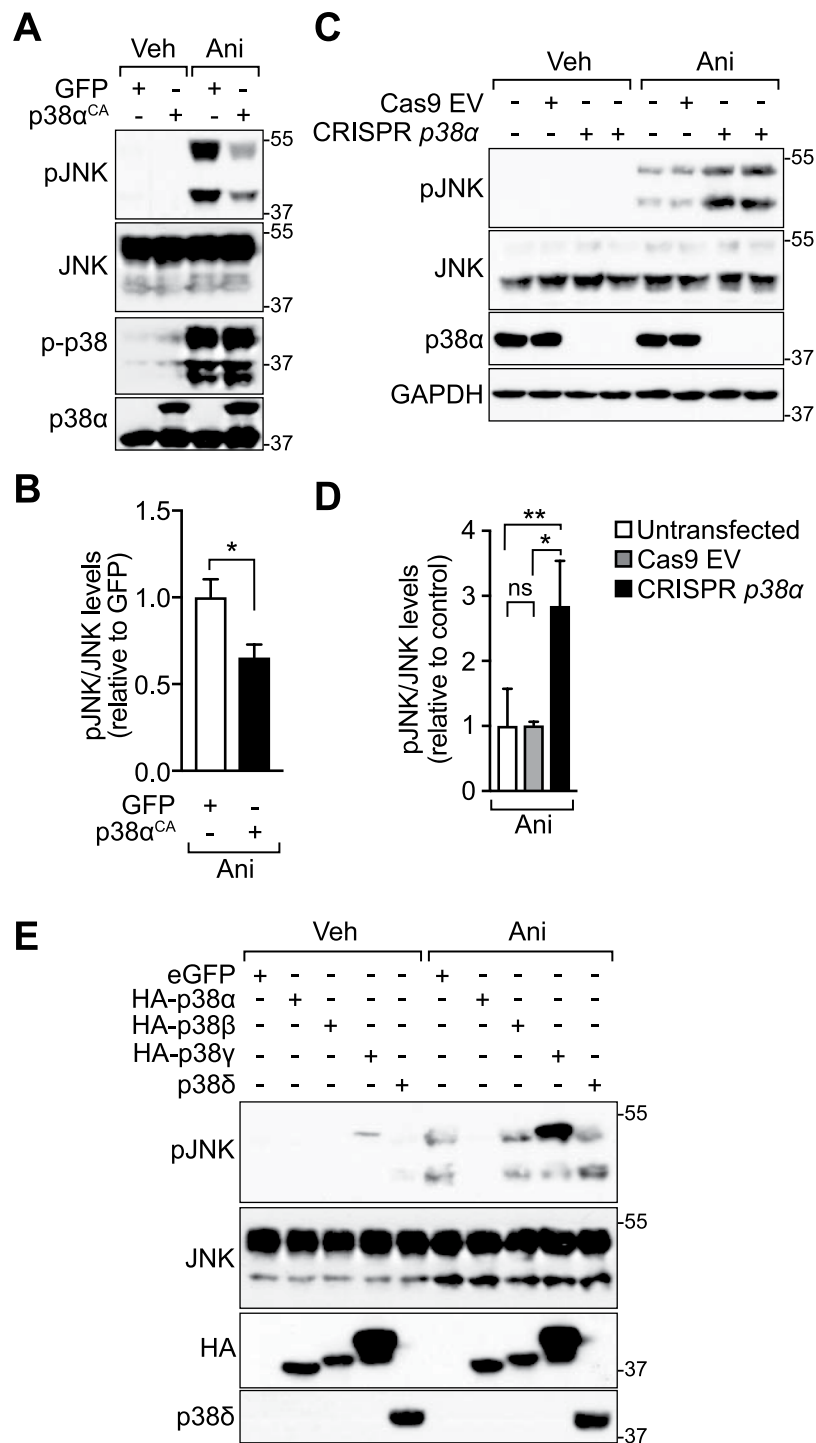 A
Veh Ani
GFP + - + -
p38αCA - + - +
pJNK
-55
-37
JNK
-55
-37
p-p38
-37
p38α
-37
C
Veh Ani
Cas9 EV - + - - - + - -
CRISPR p38α - - + + - - + +
pJNK
-55
JNK
-55
p38α
-37
GAPDH
-37
B
pJNK/JNK levels
(relative to GFP)
1.5
1.0
0.5
0.0
*
GFP + -
p38αCA - +
Ani
D
pJNK/JNK levels
(relative to control)
4
3
2
1
0
**
*
ns
Ani
Untransfected
Cas9 EV
CRISPR p38α
E
Veh Ani
eGFP + - - - - + - - - -
HA-p38α - + - - - - + - - -
HA-p38β - - + - - - - + - -
HA-p38γ - - - + - - - - + -
p38δ - - - - + - - - - +
pJNK
-55
JNK
-55
HA
-37
p38δ
-37